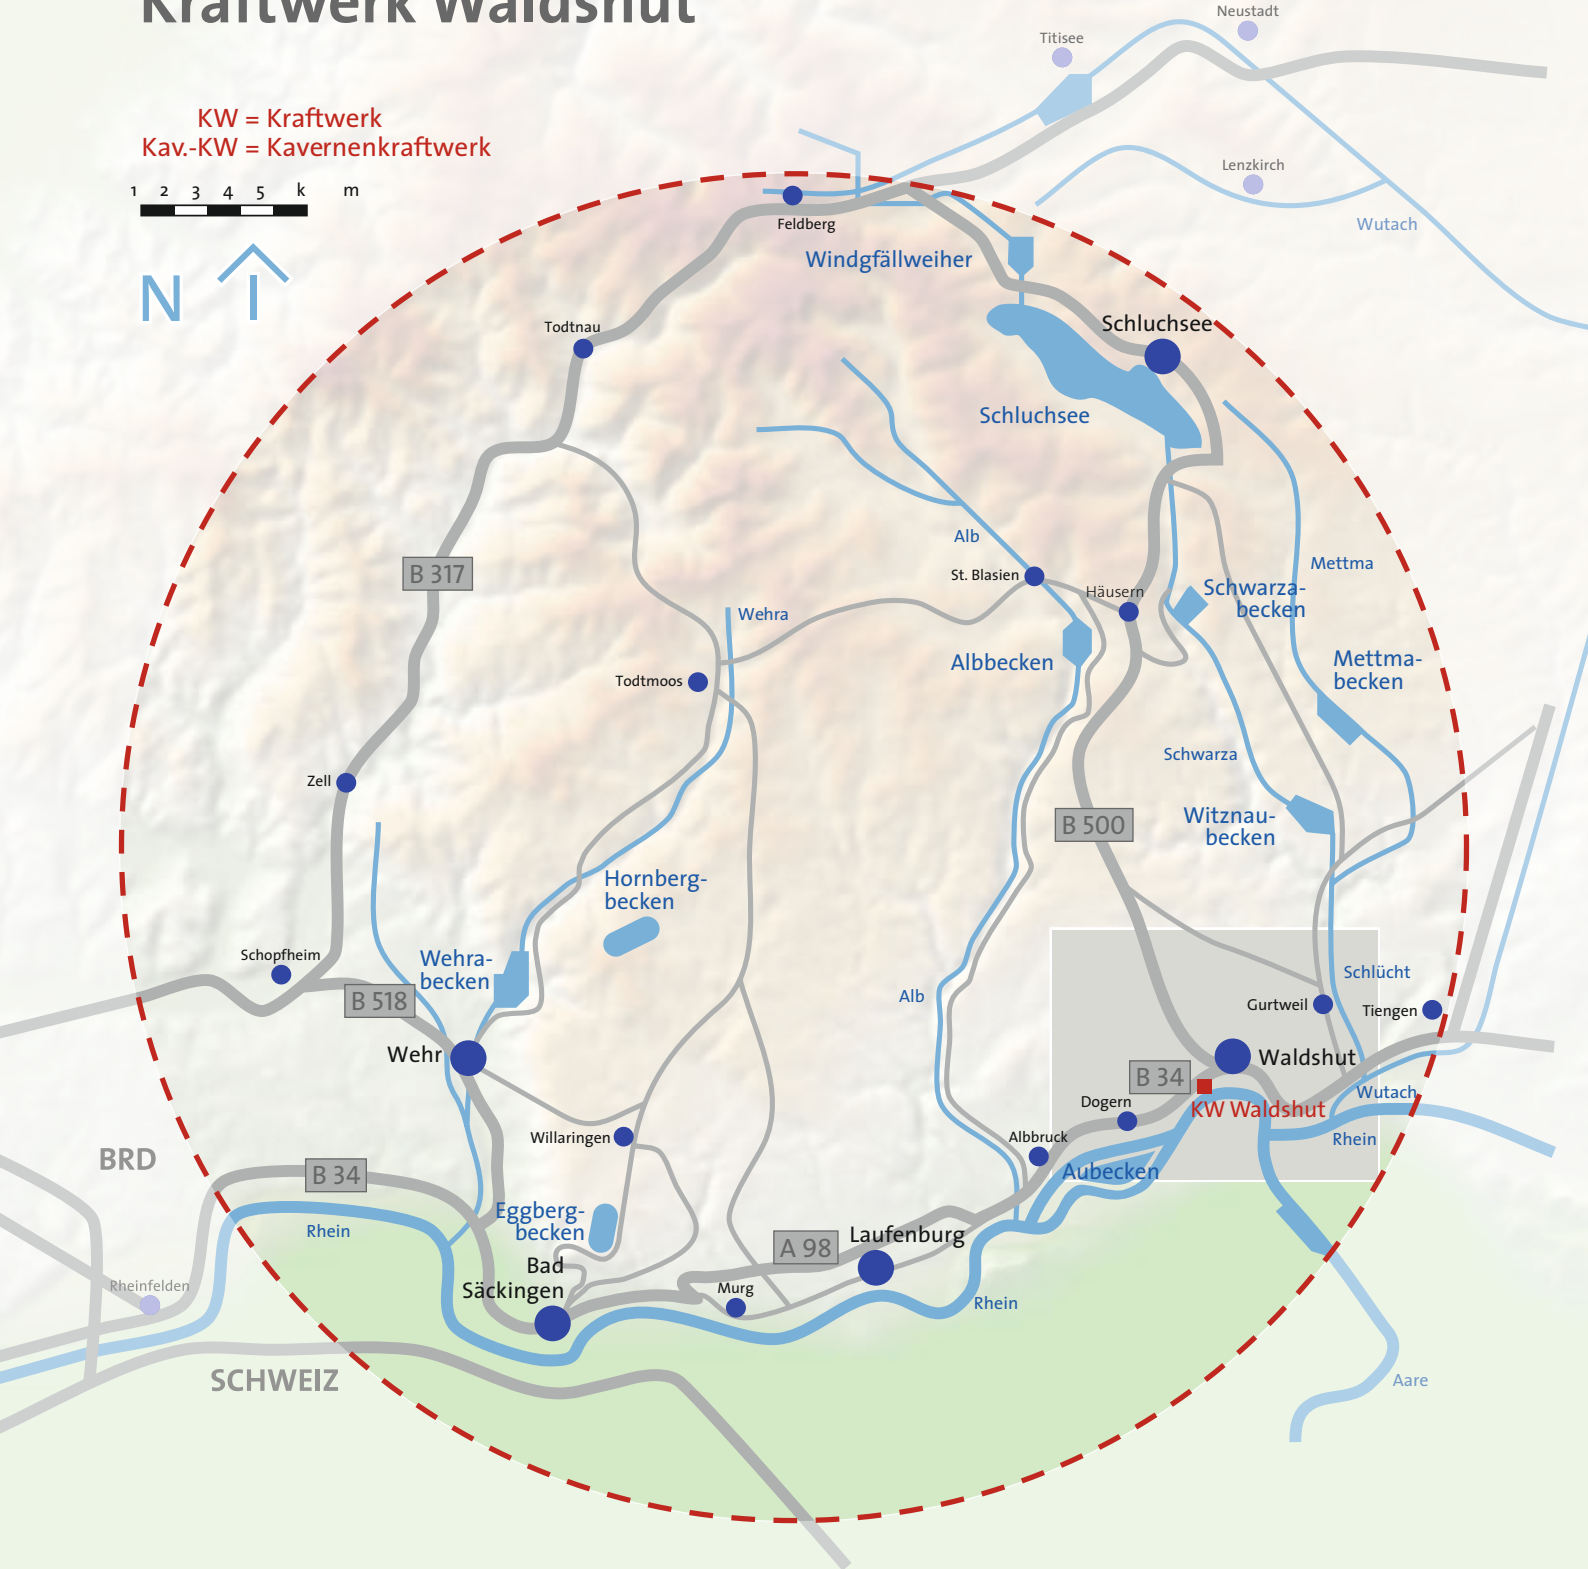 Kraftwerk Waldshut
Neustadt
Titisee
KW = Kraftwerk
Kav.-KW = Kavernenkraftwerk
Lenzkirch
1 2 3 4 5 k m
Feldberg
Wutach
Windgfällweiher
N
Todtnau
Schluchsee
Schluchsee
Alb
Mettma
B 317
St. Blasien
Häusern
Schwarza-
becken
Wehra
Albbecken
Mettma-
becken
Todtmoos
Schwarza
Zell
B 500
Witznau-
becken
Hornberg-
becken
Schopfheim
Wehra-
becken
Schlücht
B 518
Alb
Gurtweil
Tiengen
Wehr
Waldshut
B 34
Wutach
Dogern
KW Waldshut
Willaringen
Albbruck
Rhein
BRD
Aubecken
B 34
Eggberg-
becken
Rhein
Laufenburg
A 98
Bad
Säckingen
Rheinfelden
Murg
Rhein
SCHWEIZ
Aare